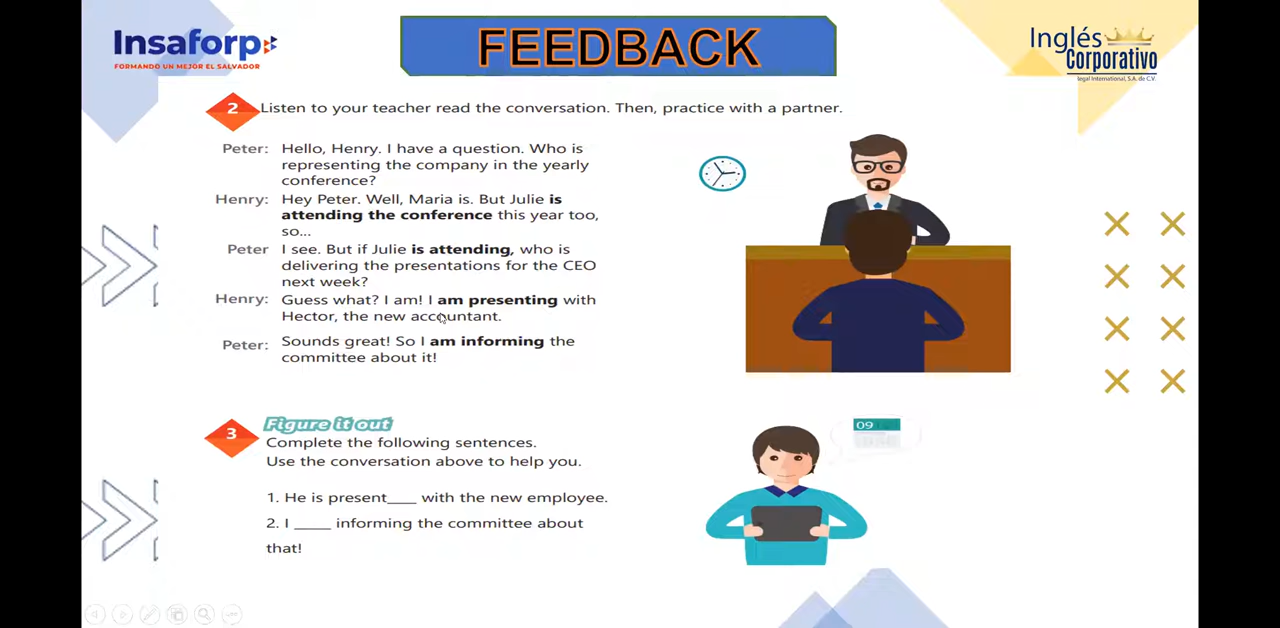 Insaforp
FORMANDO UN MEJOR EL SALVADOR
FEEDBACK
Inglés
Corporativo
legal International, S.A. de C.V.
2 Listen to your teacher read the conversation. Then, practice with a partner.
Peter: Hello, Henry. I have a question. Who is
representing the company in the yearly
conference?
Henry: Hey Peter. Well, Maria is. But Julie is
attending the conference this year too,
so...
Peter I see. But if Julie is attending, who is
delivering the presentations for the CEO
next week?
Henry: Guess what? I am! I am presenting with
Hector, the new accountant.
Peter: Sounds great! So I am informing the
committee about it!
3 Figure it out
Complete the following sentences.
Use the conversation above to help you.
1. He is present____ with the new employee.
2. I _____ informing the committee about
that!
09